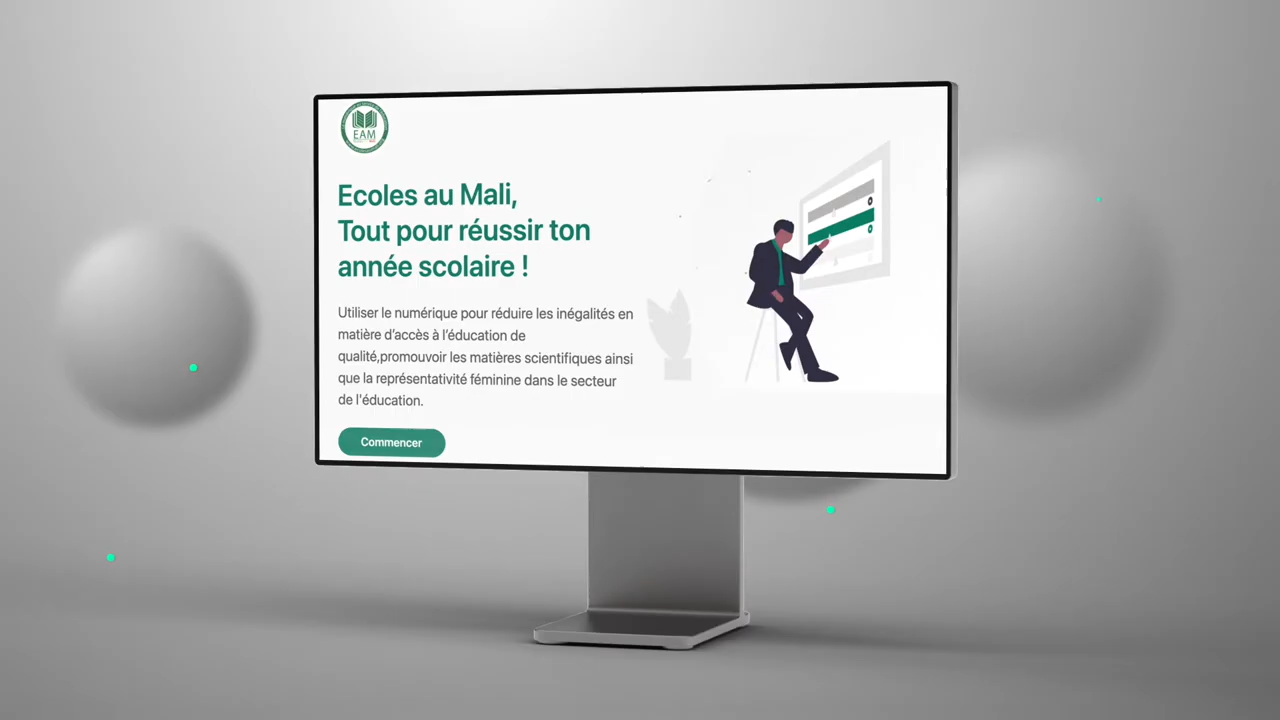 EAM
Ecoles au Mali,
Tout pour réussir ton
année scolaire !
Utiliser le numérique pour réduire les inégalités en
matière d'accès à l'éducation de
qualité,promouvoir les matières scientifiques ainsi
que la représentativité féminine dans le secteur
de l'éducation.
Commencer